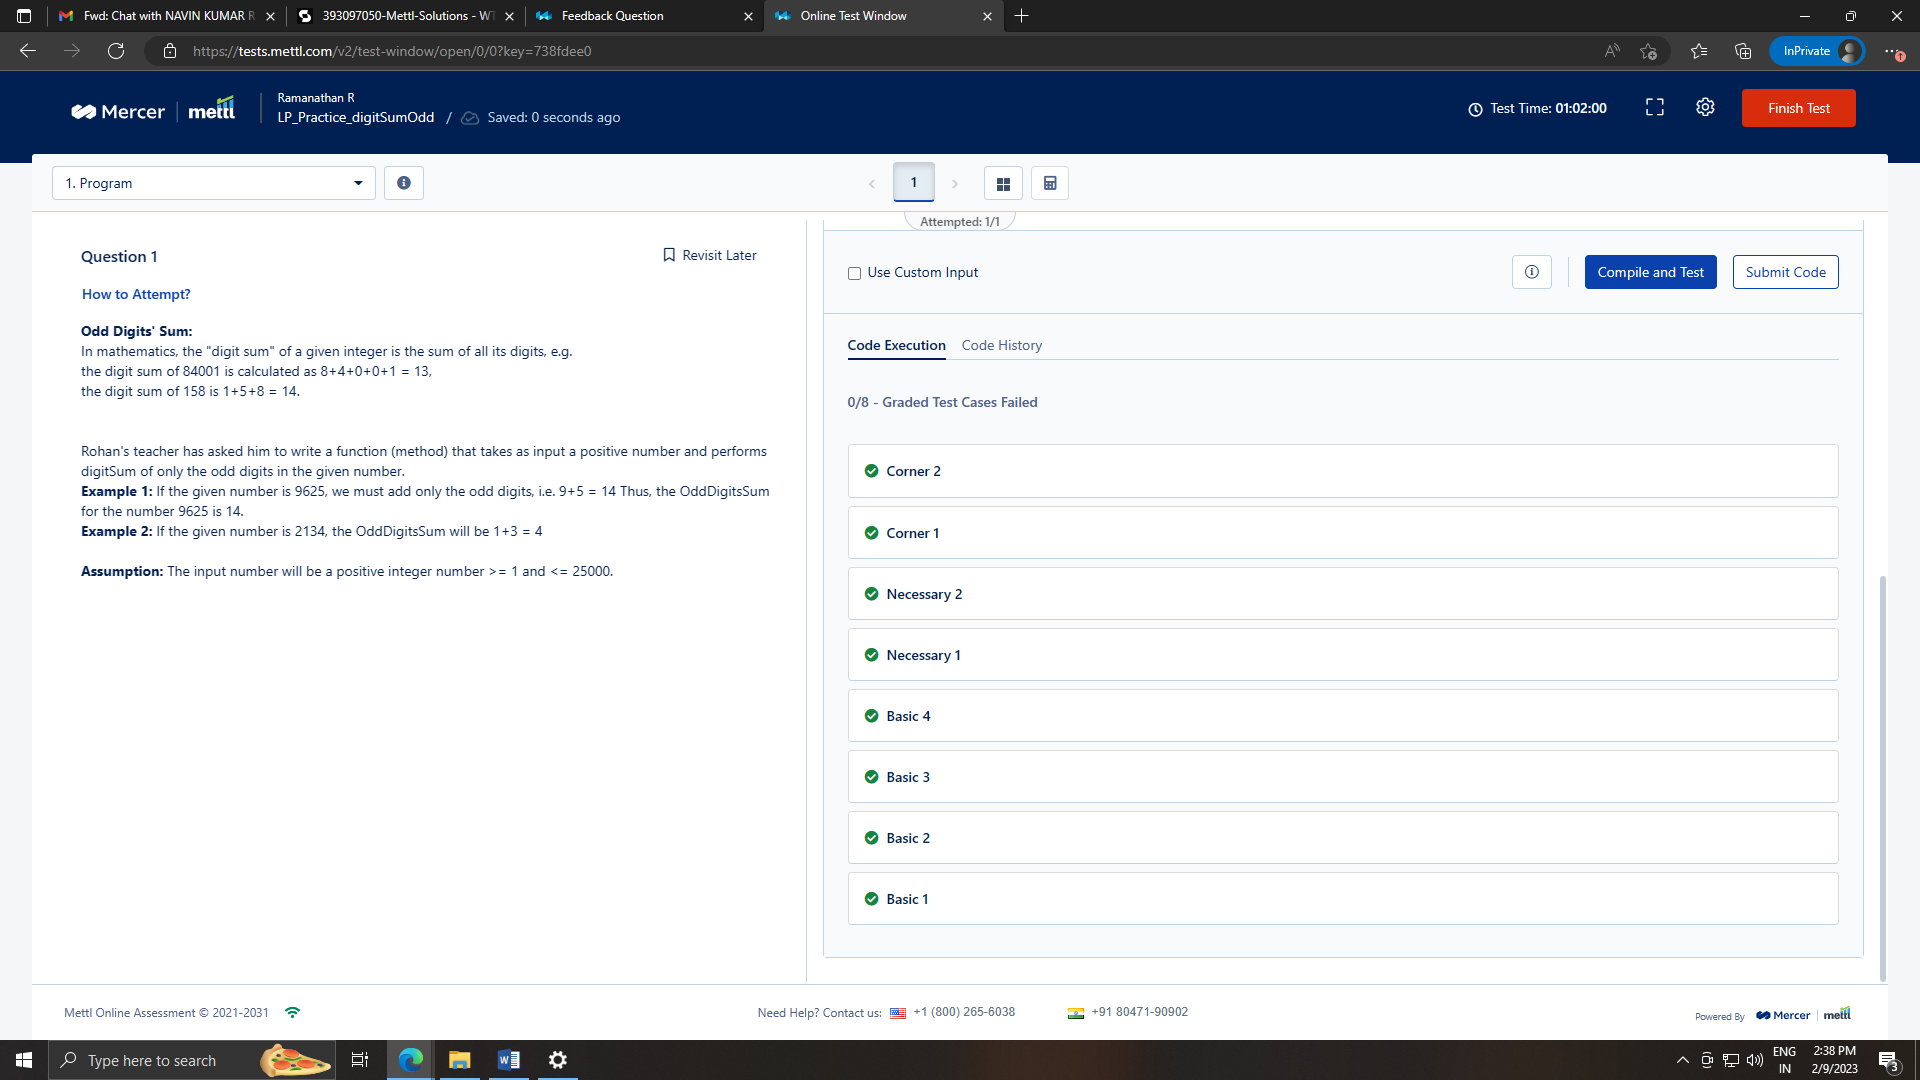 Fwd: Chat with NAVIN KUMAR R
393097050-Mettl-Solutions - WT
Feedback Question
Online Test Window
https://tests.mettl.com/v2/test-window/open/0/0?key=738fdee0
InPrivate
Mercer | mettl
Ramanathan R
LP_Practice_digitSumOdd / Saved: 0 seconds ago
Test Time: 01:02:00
Finish Test
1. Program
1
Attempted: 1/1
Question 1
Revisit Later
How to Attempt?
Odd Digits' Sum:
In mathematics, the "digit sum" of a given integer is the sum of all its digits, e.g.
the digit sum of 84001 is calculated as 8+4+0+0+1 = 13,
the digit sum of 158 is 1+5+8 = 14.
Rohan's teacher has asked him to write a function (method) that takes as input a positive number and performs
digitSum of only the odd digits in the given number.
Example 1: If the given number is 9625, we must add only the odd digits, i.e. 9+5 = 14 Thus, the OddDigitsSum
for the number 9625 is 14.
Example 2: If the given number is 2134, the OddDigitsSum will be 1+3 = 4
Assumption: The input number will be a positive integer number >= 1 and <= 25000.
Use Custom Input
Compile and Test
Submit Code
Code Execution
Code History
0/8 - Graded Test Cases Failed
Corner 2
Corner 1
Necessary 2
Necessary 1
Basic 4
Basic 3
Basic 2
Basic 1
Mettl Online Assessment © 2021-2031
Need Help? Contact us: +1 (800) 265-6038
+91 80471-90902
Powered By Mercer | mettl
Type here to search
ENG
IN
2:38 PM
2/9/2023
3